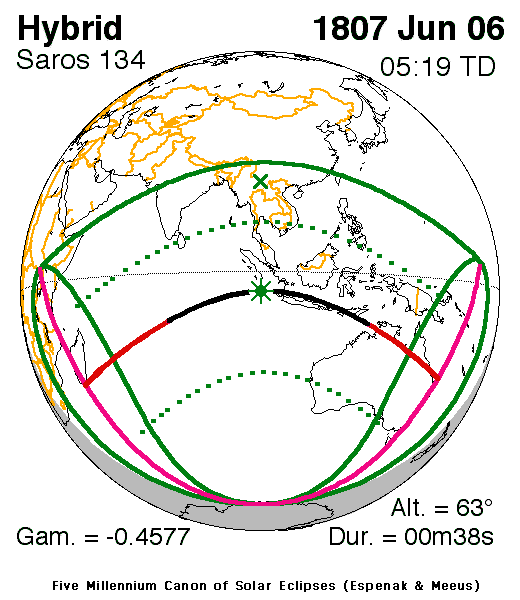 Hybrid 1807 Jun 06
Saros 134 05:19 TD
Alt. = 63°
Gam. = -0.4577 Dur. = 00m38s
Five Millennium Canon of Solar Eclipses (Espenak & Meeus)